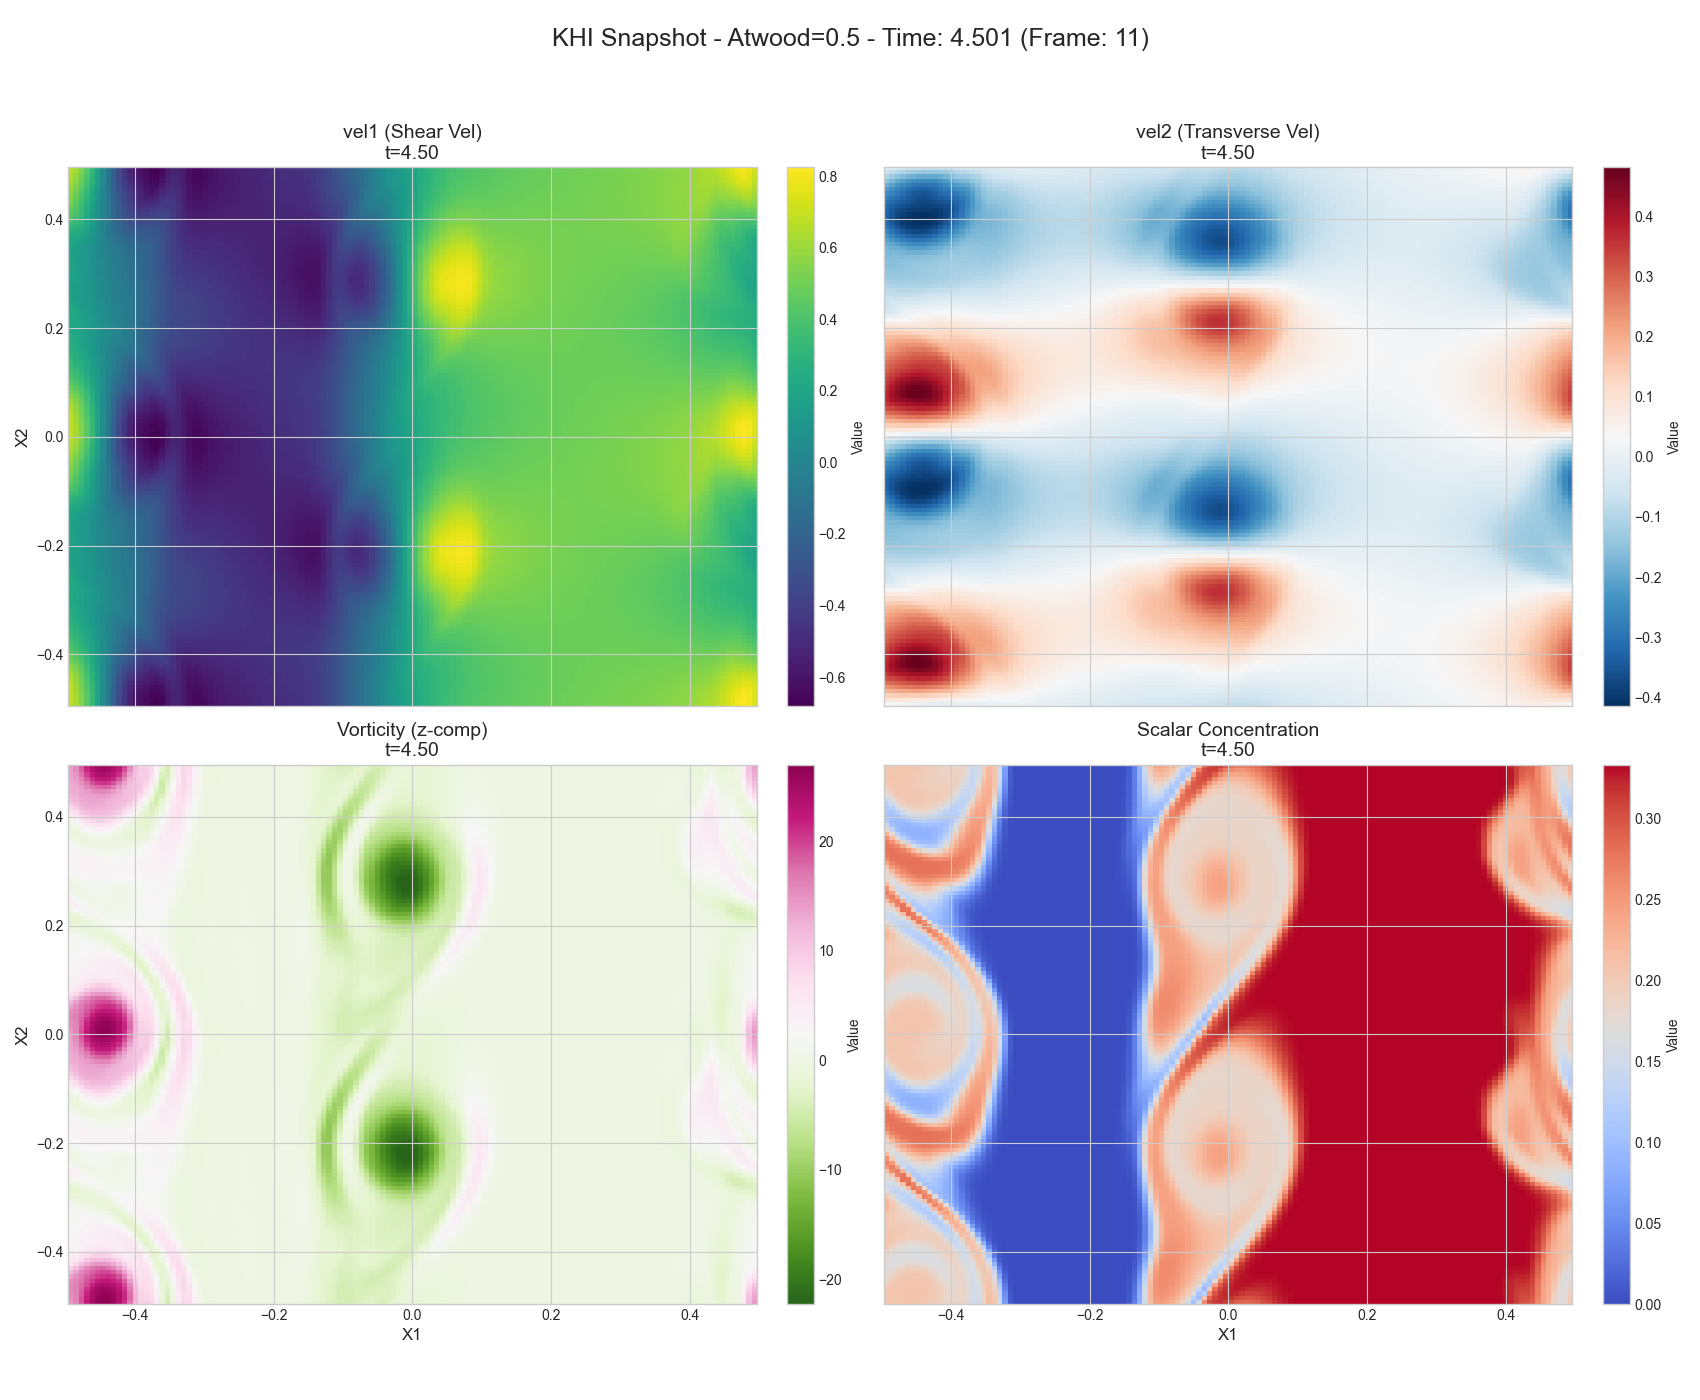 KHI Snapshot - Atwood=0.5 - Time: 4.501 (Frame: 11)
vel1 (Shear Vel)
t=4.50
0.4
0.2
0.0
−0.2
−0.4
X2
0.8
0.6
0.4
0.2
0.0
−0.2
−0.4
−0.6
Value
vel2 (Transverse Vel)
t=4.50
0.4
0.3
0.2
0.1
0.0
−0.1
−0.2
−0.3
−0.4
Value
Vorticity (z-comp)
t=4.50
0.4
0.2
0.0
−0.2
−0.4
X2
−0.4 −0.2 0.0 0.2 0.4
X1
20
10
0
−10
−20
Value
Scalar Concentration
t=4.50
−0.4 −0.2 0.0 0.2 0.4
X1
0.30
0.25
0.20
0.15
0.10
0.05
0.00
Value